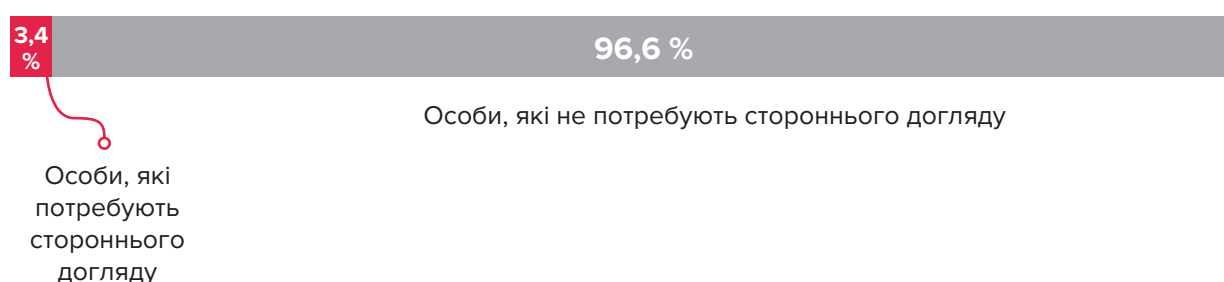 3,4
%
96,6 %
Особи, які не потребують стороннього догляду
Особи, які
потребують
стороннього
догляду